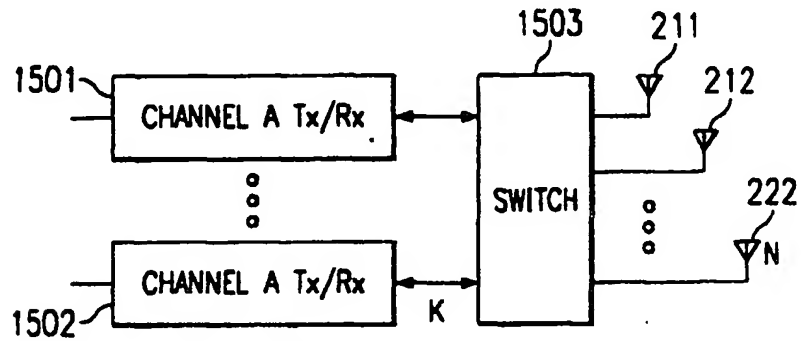 1503
211
1501
212
CHANNEL A Tx/Rx
SWITCH
222
N
CHANNEL A Tx/Rx
K
1502